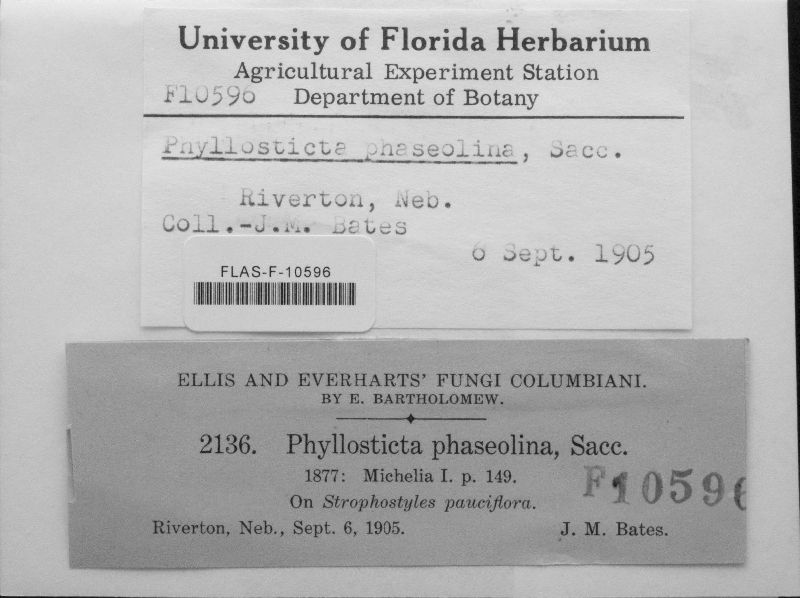 University of Florida Herbarium
Agricultural Experiment Station
F10596 Department of Botany
Phyllosticta phaseolina, Sacc.
Riverton, Neb.
Coll.-J.M. Bates
6 Sept. 1905
FLAS-F-10596
ELLIS AND EVERHARTS' FUNGI COLUMBIANI.
BY E. BARTHOLOMEW.
2136. Phyllosticta phaseolina, Sacc.
1877: Michelia I. p. 149.
F10596
On Strophostyles pauciflora.
Riverton, Neb., Sept. 6, 1905. J. M. Bates.